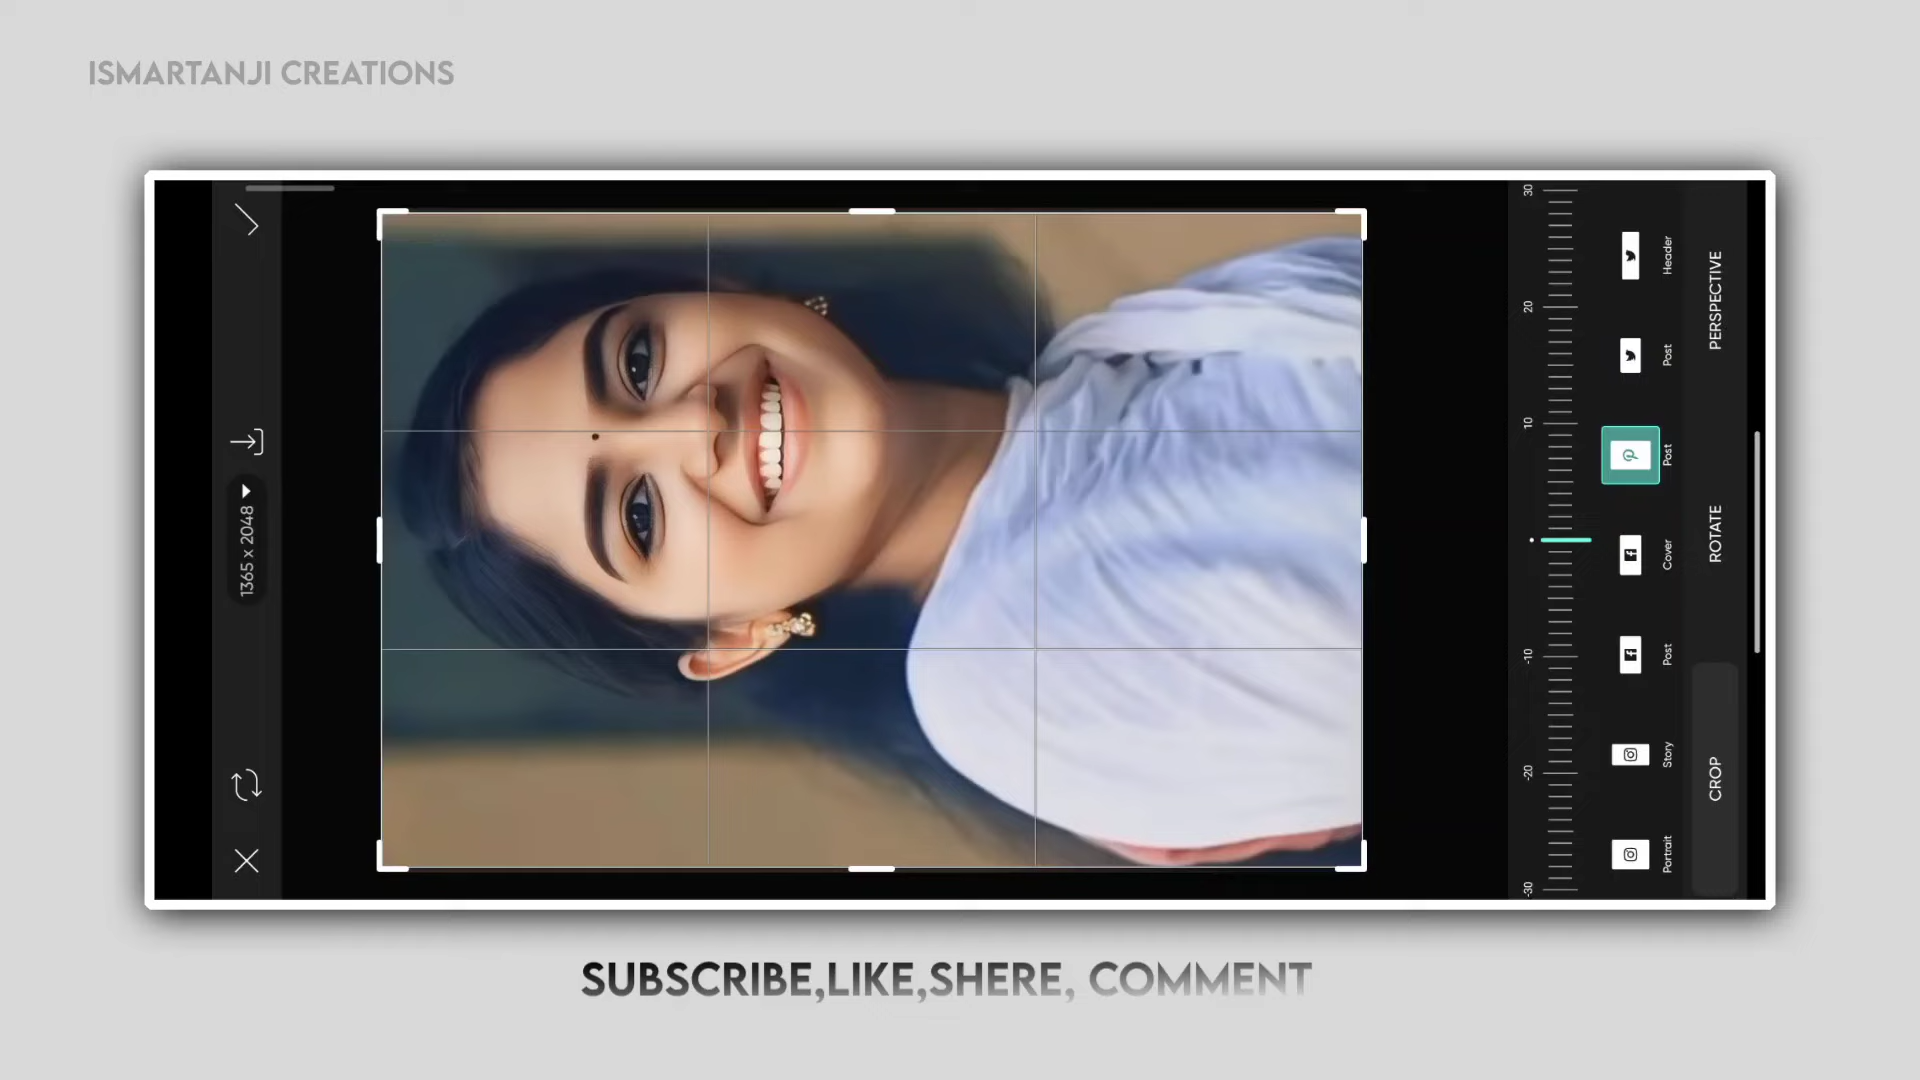 ISMARTANJI CREATIONS
1365 x 2048
30
20
10
-10
-20
-30
Header
Post
Post
Cover
Post
Story
Portrait
PERSPECTIVE
ROTATE
CROP
SUBSCRIBE,LIKE,SHERE, COMMENT